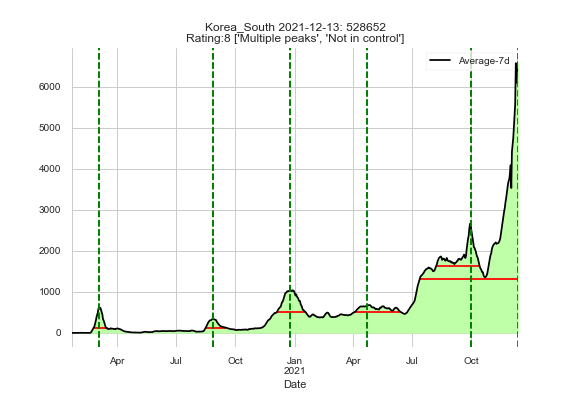 Korea_South 2021-12-13: 528652
Rating:8 ['Multiple peaks', 'Not in control']
Average-7d
6000
5000
4000
3000
2000
1000
0
Apr Jul Oct Jan Apr Jul Oct
2021
Date